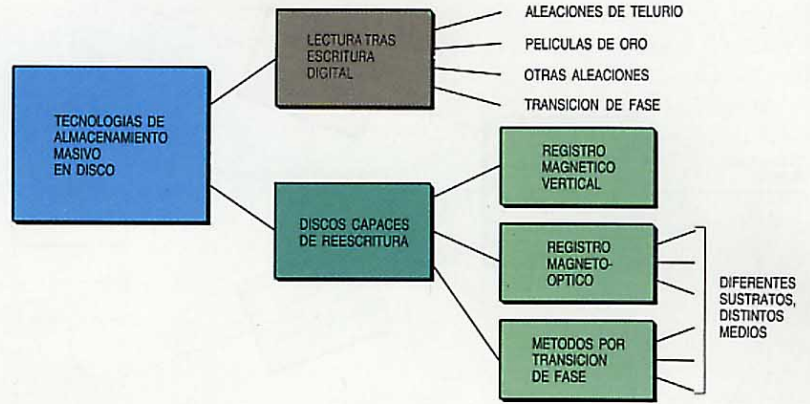 TECNOLOGIAS DE
ALMACENAMIENTO
MASIVO
EN DISCO
LECTURA TRAS
ESCRITURA
DIGITAL
ALEACIONES DE TELURIO
PELICULAS DE ORO
OTRAS ALEACIONES
TRANSICION DE FASE
DISCOS CAPACES
DE REESCRITURA
REGISTRO
MAGNETICO
VERTICAL
REGISTRO
MAGNETO-
OPTICO
METODOS POR
TRANSICION
DE FASE
DIFERENTES
SUSTRATOS,
DISTINTOS
MEDIOS